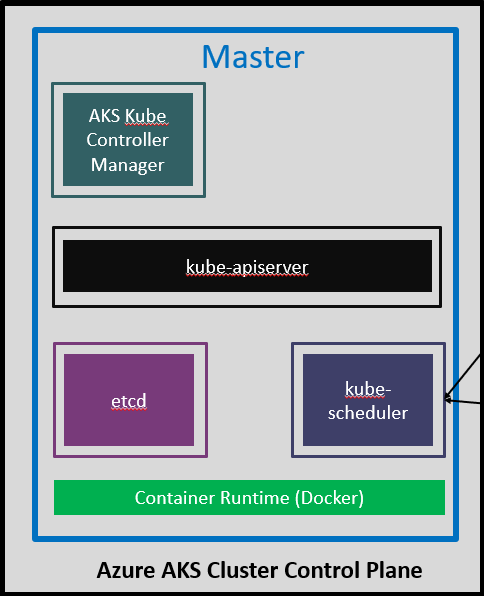 Master
AKS Kube
Controller
Manager
kube-apiserver
etcd
kube-
scheduler
Container Runtime (Docker)
Azure AKS Cluster Control Plane